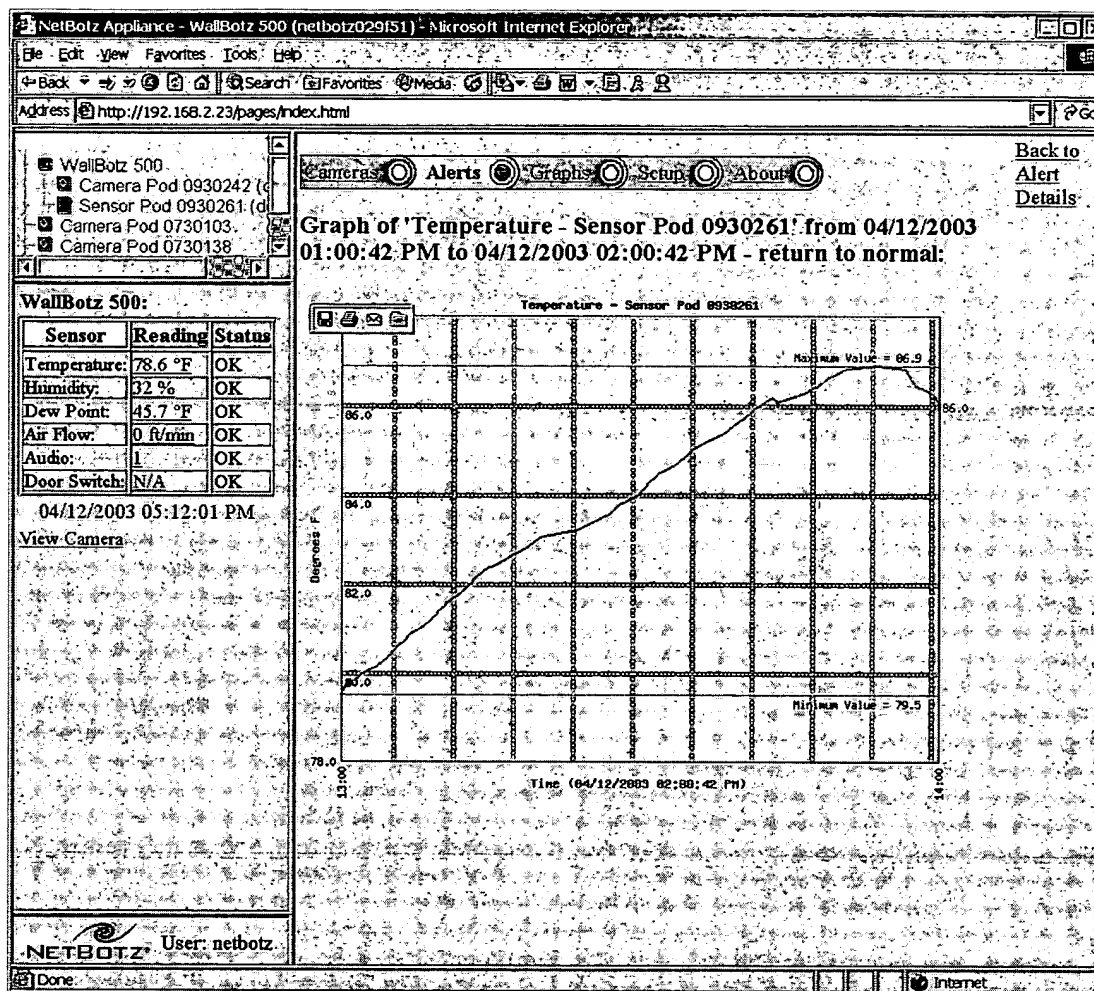 NetBotz Appliance - WallBotz 500 (netbotz029f51) - Microsoft Internet Explorer
File Edit View Favorites Tools Help
Back Search Favorites Media
Address http://192.168.2.23/pages/index.html Go
WallBotz 500
Camera Pod 0930242 (d
Sensor Pod 0930261 (d
Camera Pod 0730103
Camera Pod 0730138
Cameras Alerts Graphs Setup About
Back to
Alert
Details
Graph of 'Temperature - Sensor Pod 0930261' from 04/12/2003
01:00:42 PM to 04/12/2003 02:00:42 PM - return to normal:
WallBotz 500:
Sensor Reading Status
Temperature: 78.6 °F OK
Humidity: 32 % OK
Dew Point: 45.7 °F OK
Air Flow: 0 ft/min OK
Audio: 1 OK
Door Switch: N/A OK
04/12/2003 05:12:01 PM
View Camera
Temperature - Sensor Pod 0930261
Maximum Value = 86.9
86.0
86.0
84.0
Degrees F
82.0
80.0
Minimum Value = 79.5
78.0
13:00
14:00
Time (04/12/2003 02:00:42 PM)
NETBOTZ User: netbotz
Done Internet